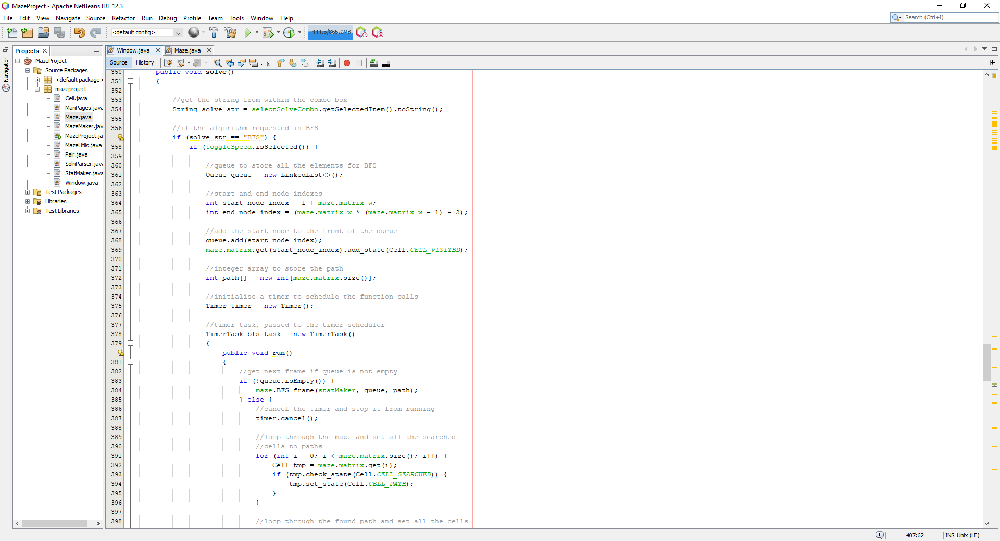 MazeProject - Apache NetBeans IDE 12.3
File Edit View Navigate Source Refactor Run Debug Profile Team Tools Window Help
Search (Ctrl+I)
<default config>
444.5/865.0MB
Projects
Window.java
Maze.java
Navigator
Source History
MazeProject
Source Packages
<default package>
mazeproject
Cell.java
ManPages.java
Maze.java
MazeMaker.jav
MazeProject.ja
MazeUtils.java
Pair.java
SolnParser.java
StatMaker.java
Window.java
Test Packages
Libraries
Test Libraries
350 public void solve()
351 {
352
353 //get the string from within the combo box
354 String solve_str = selectSolveCombo.getSelectedItem().toString();
355
356 //if the algorithm requested is BFS
if (solve_str == "BFS") {
358 if (toggleSpeed.isSelected()) {
359
360 //queue to store all the elements for BFS
361 Queue queue = new LinkedList<>();
362
363 //start and end node indexes
364 int start_node_index = 1 + maze.matrix_w;
365 int end_node_index = (maze.matrix_w * (maze.matrix_w - 1) - 2);
366
367 //add the start node to the front of the queue
368 queue.add(start_node_index);
369 maze.matrix.get(start_node_index).add_state(Cell.CELL_VISITED);
370
371 //integer array to store the path
372 int path[] = new int[maze.matrix.size()];
373
374 //initialise a timer to schedule the function calls
375 Timer timer = new Timer();
376
377 //timer task, passed to the timer scheduler
378 TimerTask bfs_task = new TimerTask()
379 {
public void run()
381 {
382 //get next frame if queue is not empty
383 if (!queue.isEmpty()) {
384 maze.BFS_frame(statMaker, queue, path);
385 } else {
386 //cancel the timer and stop it from running
387 timer.cancel();
388
389 //loop through the maze and set all the searched
390 //cells to paths
391 for (int i = 0; i < maze.matrix.size(); i++) {
392 Cell tmp = maze.matrix.get(i);
393 if (tmp.check_state(Cell.CELL_SEARCHED)) {
394 tmp.set_state(Cell.CELL_PATH);
395 }
396 }
397
398 //loop through the found path and set all the cells
1
407:62
INS Unix (LF)